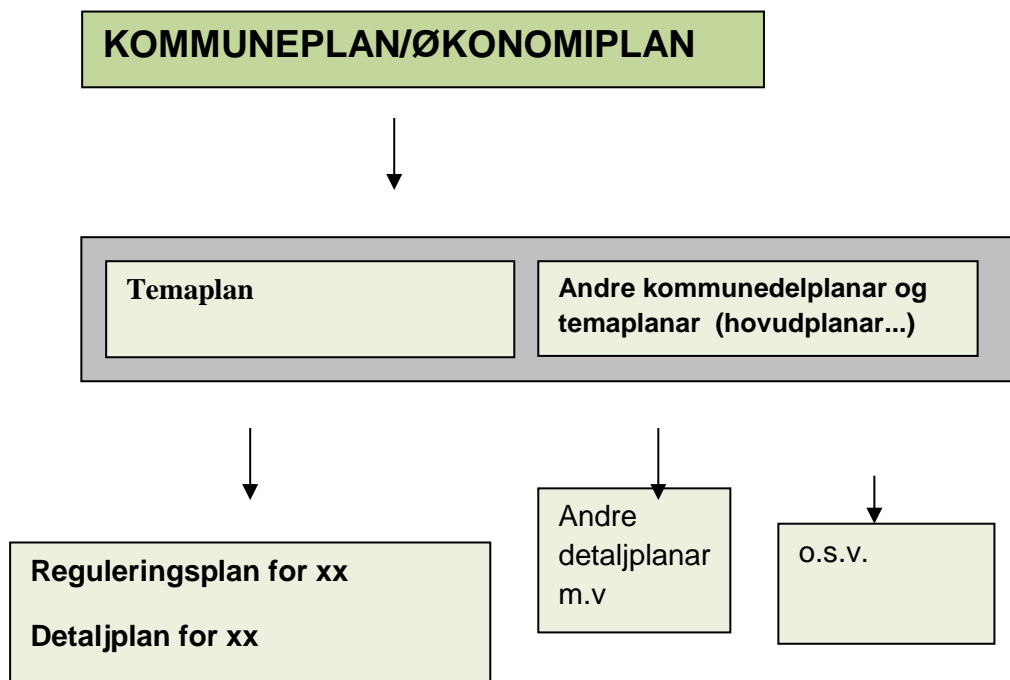 KOMMUNEPLAN/ØKONOMIPLAN
Temaplan
Andre kommunedelplanar og
temaplanar (hovudplanar...)
Reguleringsplan for xx
Detaljplan for xx
Andre
detaljplanar
m.v
o.s.v.